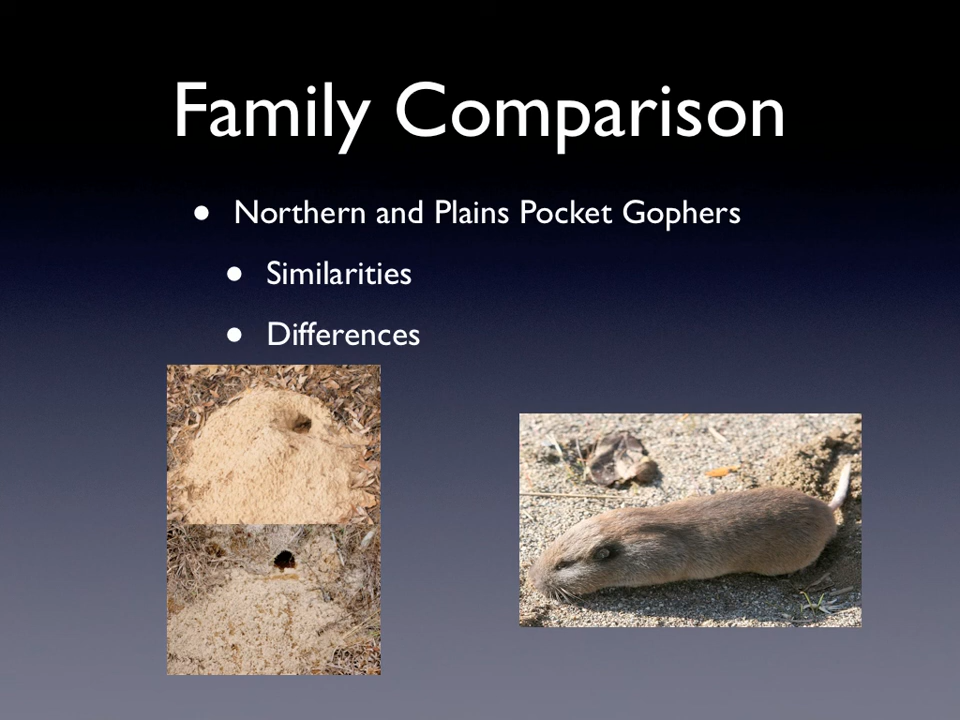 Family Comparison
• Northern and Plains Pocket Gophers
• Similarities
• Differences